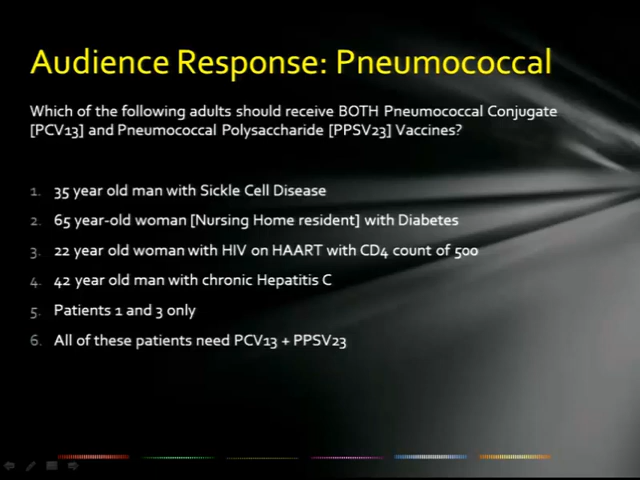 Audience Response: Pneumococcal
Which of the following adults should receive BOTH Pneumococcal Conjugate
[PCV13] and Pneumococcal Polysaccharide [PPSV23] Vaccines?
1. 35 year old man with Sickle Cell Disease
2. 65 year-old woman [Nursing Home resident] with Diabetes
3. 22 year old woman with HIV on HAART with CD4 count of 500
4. 42 year old man with chronic Hepatitis C
5. Patients 1 and 3 only
6. All of these patients need PCV13 + PPSV23